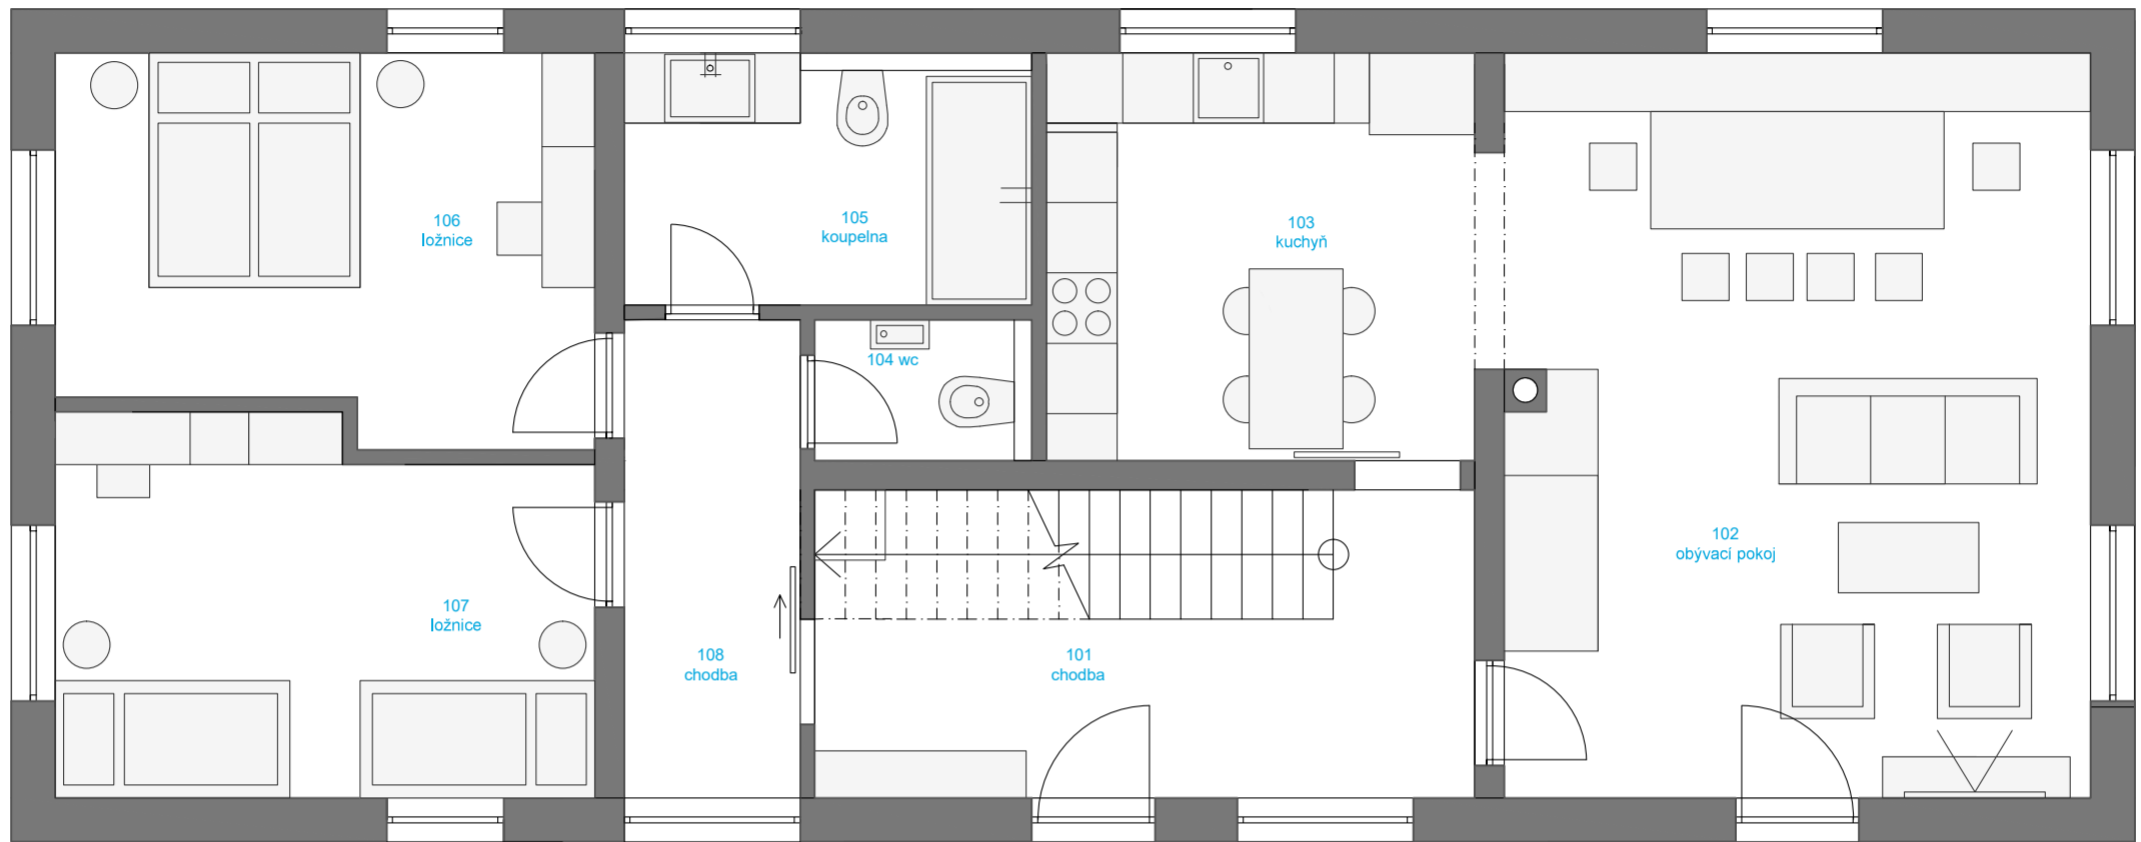 106
ložnice
105
koupelna
103
kuchyň
104 wc
102
obývací pokoj
107
ložnice
108
chodba
101
chodba